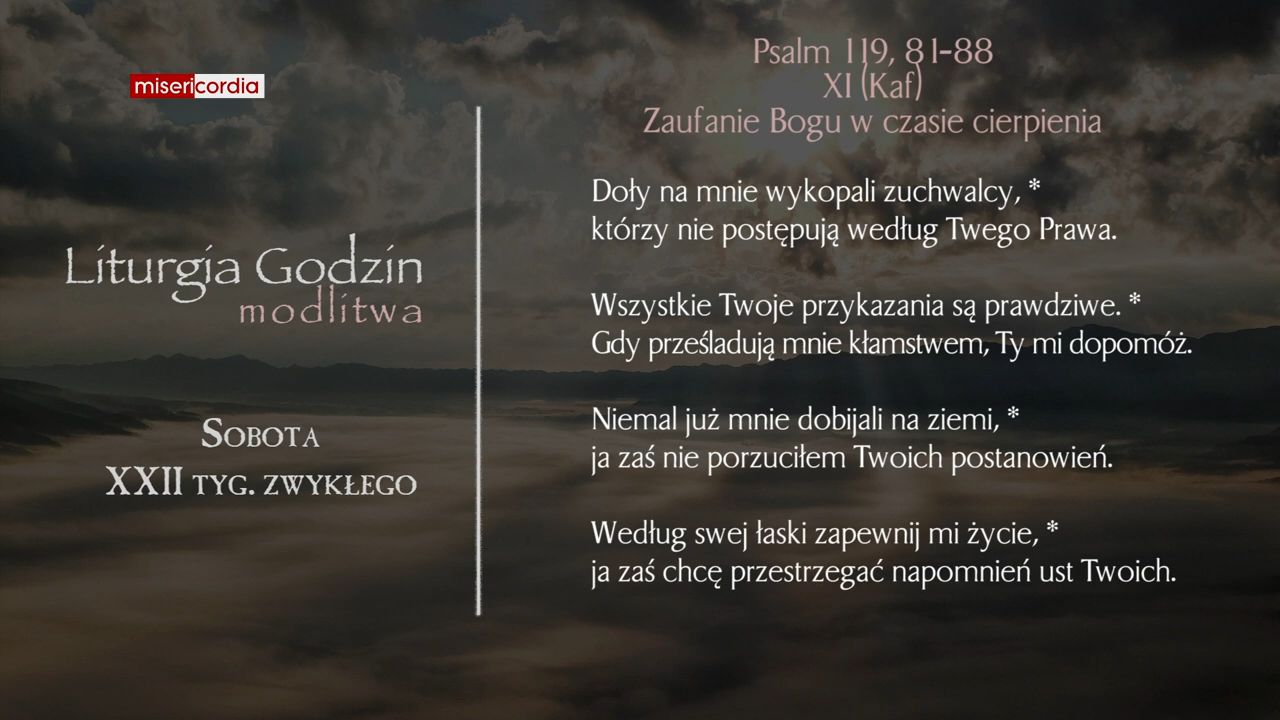 misericordia
Liturgia Godzin
modlitwa
Sobota
XXII tyg. zwykłego
Psalm 119, 81-88
XI (Kaf)
Zaufanie Bogu w czasie cierpienia
Doły na mnie wykopali zuchwalcy, *
którzy nie postępują według Twego Prawa.
Wszystkie Twoje przykazania są prawdziwe. *
Gdy prześladują mnie kłamstwem, Ty mi dopomóż.
Niemal już mnie dobijali na ziemi, *
ja zaś nie porzuciłem Twoich postanowień.
Według swej łaski zapewnij mi życie, *
ja zaś chcę przestrzegać napomnień ust Twoich.